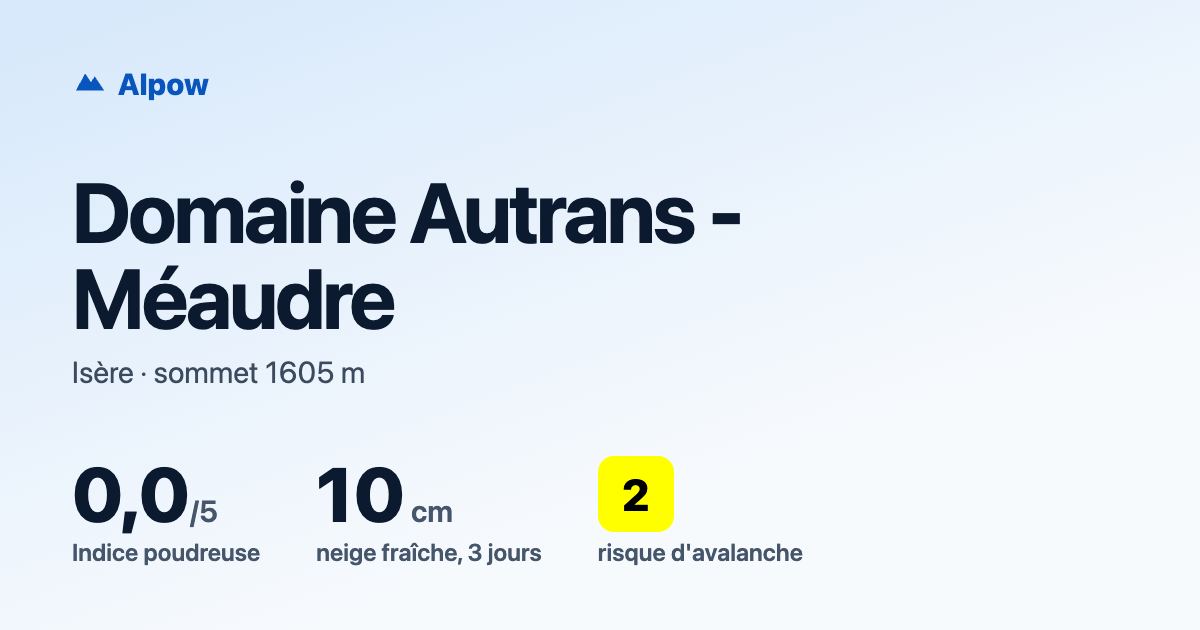 Alpow
Domaine Autrans -
Méaudre
Isère · sommet 1605 m
0,0/5 10 cm 2
Indice poudreuse neige fraîche, 3 jours risque d'avalanche